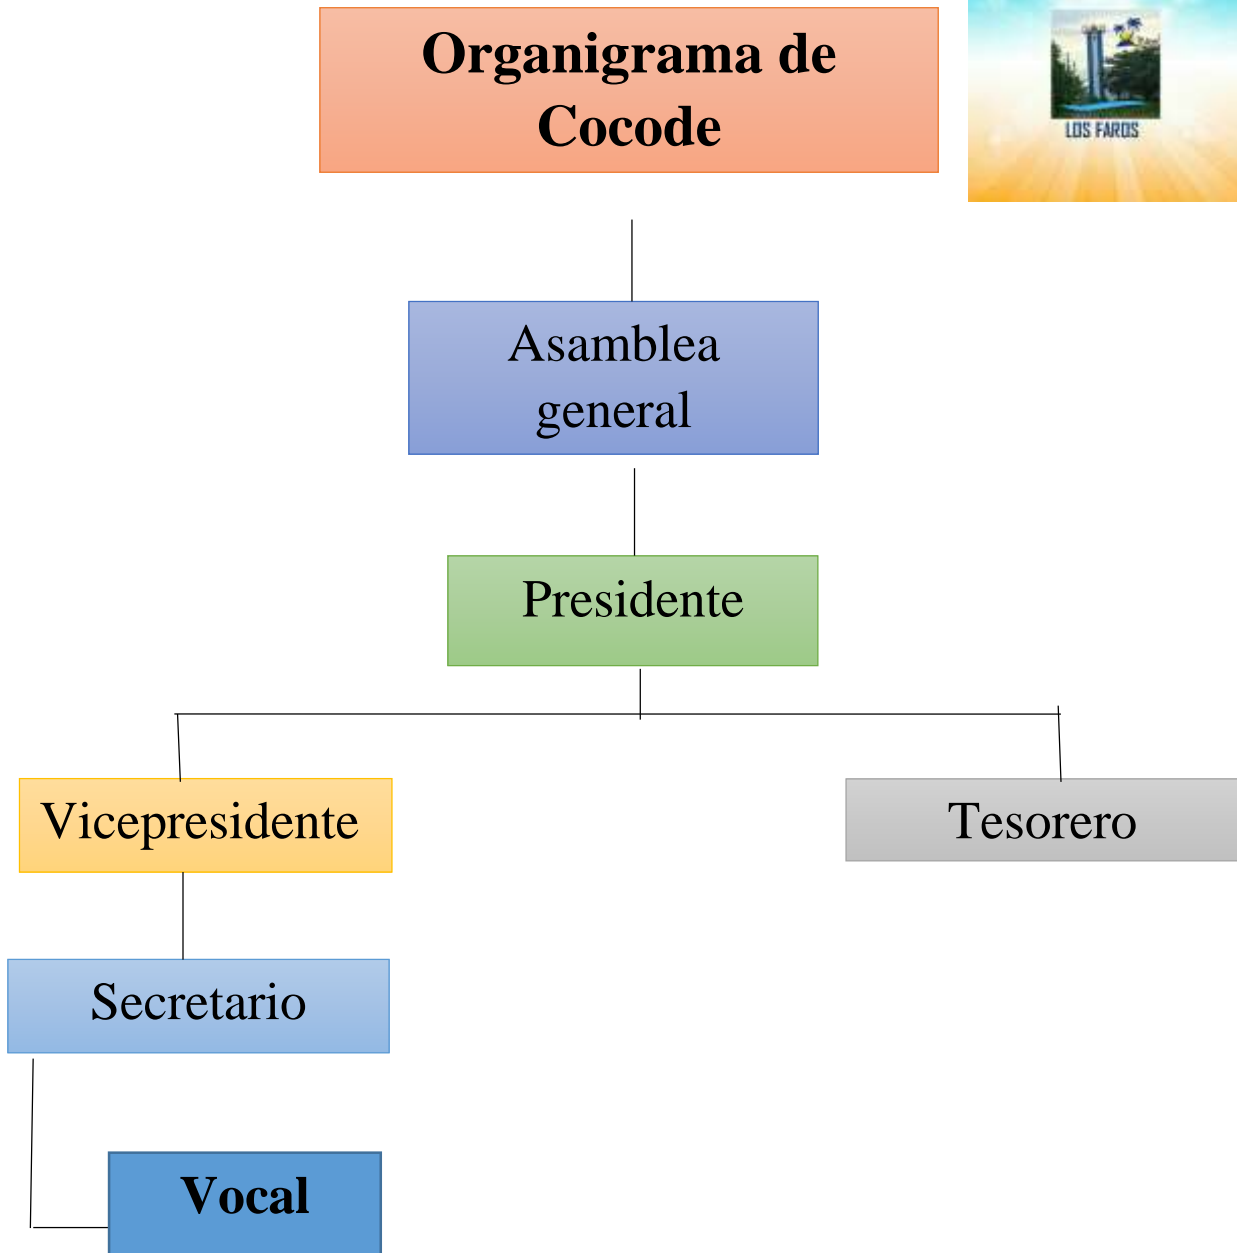 Organigrama de
Cocode
LOS FAROS
Asamblea
general
Presidente
Vicepresidente
Tesorero
Secretario
Vocal